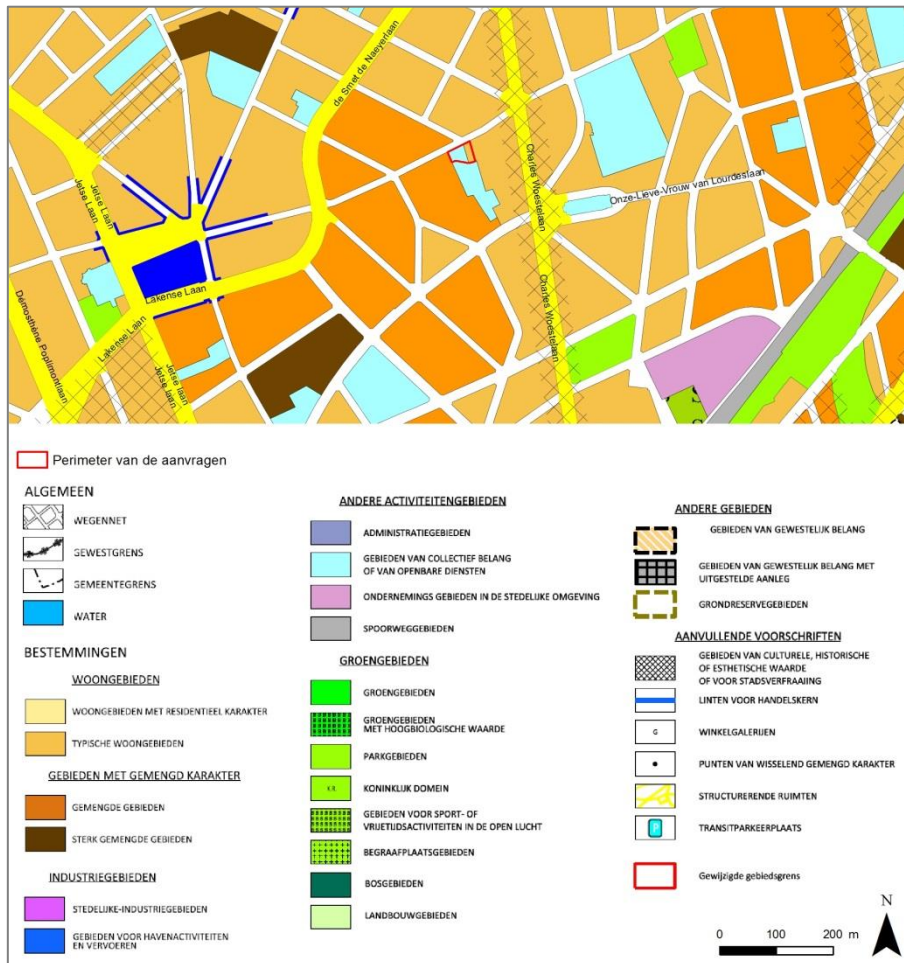 de Smet de Naeyerlaan
Charles Woestelaan
Onze-Lieve-Vrouw van Lourdeslaan
Jetse Laan
Jetse Laan
Lakense Laan
Charles Woestelaan
Démosthène Poplimontlaan
Lakense Laan
Jetse laan
Jetse laan
Perimeter van de aanvragen
ALGEMEEN
WEGENNET
GEWESTGRENS
GEMEENTEGRENS
WATER
BESTEMMINGEN
WOONGEBIEDEN
WOONGEBIEDEN MET RESIDENTIEEL KARAKTER
TYPISCHE WOONGEBIEDEN
GEBIEDEN MET GEMENGD KARAKTER
GEMENGDE GEBIEDEN
STERK GEMENGDE GEBIEDEN
INDUSTRIEGEBIEDEN
STEDELIJKE-INDUSTRIEGEBIEDEN
GEBIEDEN VOOR HAVENACTIVITEITEN
EN VERVOEREN
ANDERE ACTIVITEITENGEBIEDEN
ADMINISTRATIEGEBIEDEN
GEBIEDEN VAN COLLECTIEF BELANG
OF VAN OPENBARE DIENSTEN
ONDERNEMINGS GEBIEDEN IN DE STEDELIJKE OMGEVING
SPOORWEGGEBIEDEN
GROENGEBIEDEN
GROENGEBIEDEN
GROENGEBIEDEN
MET HOOGBIOLOGISCHE WAARDE
PARKGEBIEDEN
K.R.
KONINKLIJK DOMEIN
GEBIEDEN VOOR SPORT- OF
VRIJETIJDSACTIVITEITEN IN DE OPEN LUCHT
BEGRAAFPLAATSGEBIEDEN
BOSGEBIEDEN
LANDBOUWGEBIEDEN
ANDERE GEBIEDEN
GEBIEDEN VAN GEWESTELIJK BELANG
GEBIEDEN VAN GEWESTELIJK BELANG MET
UITGESTELDE AANLEG
GRONDRESERVEGEBIEDEN
AANVULLENDE VOORSCHRIFTEN
GEBIEDEN VAN CULTURELE, HISTORISCHE
OF ESTHETISCHE WAARDE
OF VOOR STADSVERFRAAIING
LINTEN VOOR HANDELSKERN
G
WINKELGALERIJEN
PUNTEN VAN WISSELEND GEMENGD KARAKTER
STRUCTURERENDE RUIMTEN
P
TRANSITPARKEERPLAATS
Gewijzigde gebiedsgrens
N
0 100 200 m